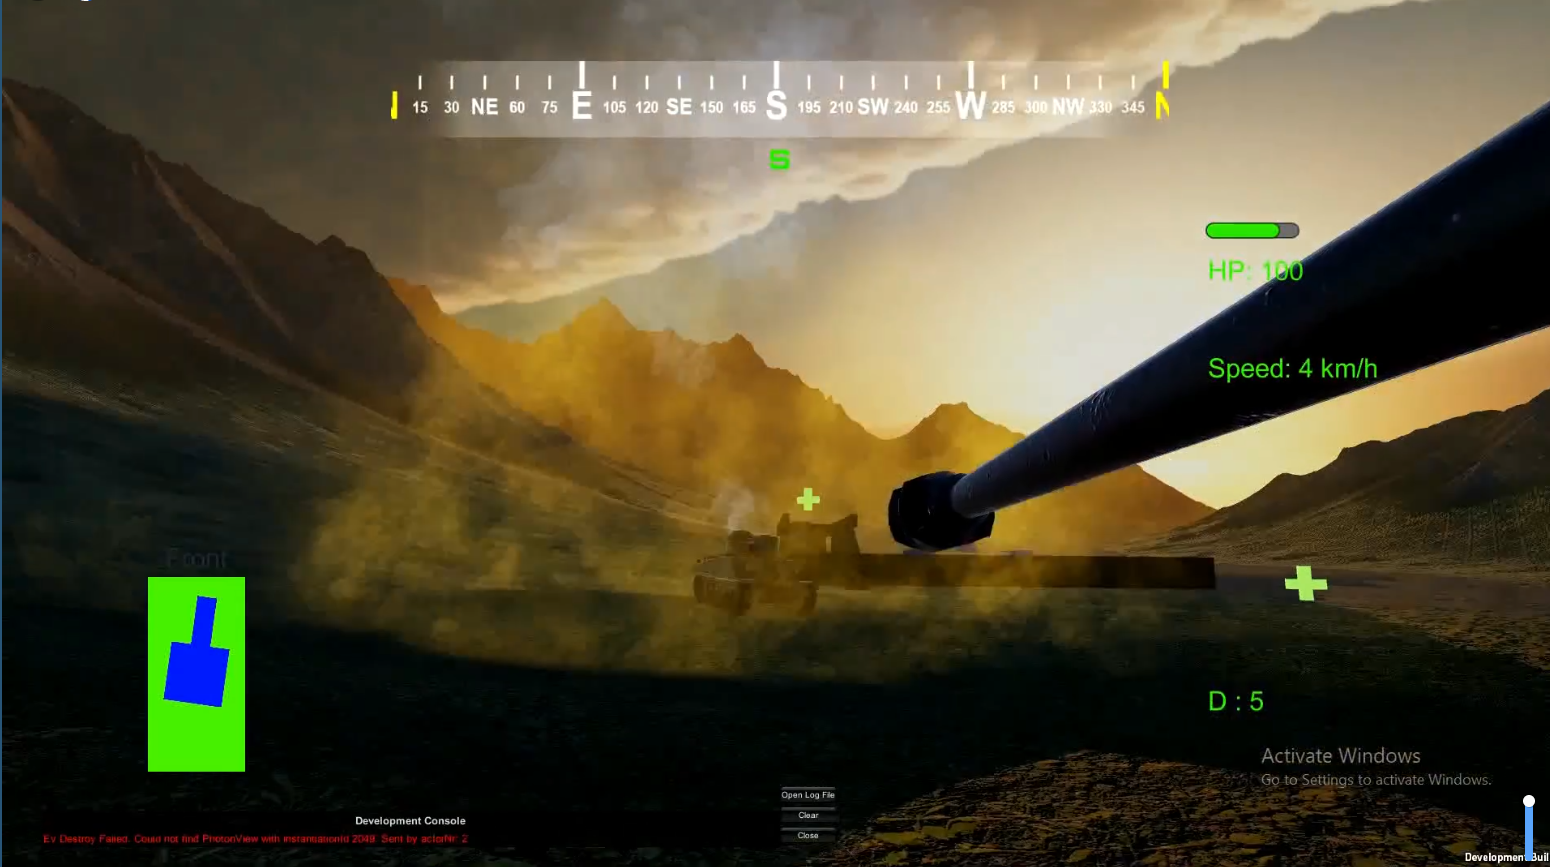 15 30 NE 60 75 E 105 120 SE 150 165 S 195 210 SW 240 255 W 285 300 NW 330 345 N
S
HP: 100
Speed: 4 km/h
Front
D : 5
Activate Windows
Go to Settings to activate Windows.
Open Log File
Clear
Close
Development Console
Ev Destroy Failed. Could not find PhotonView with instantiationId 2049. Sent by actorNr: 2
Development Buil